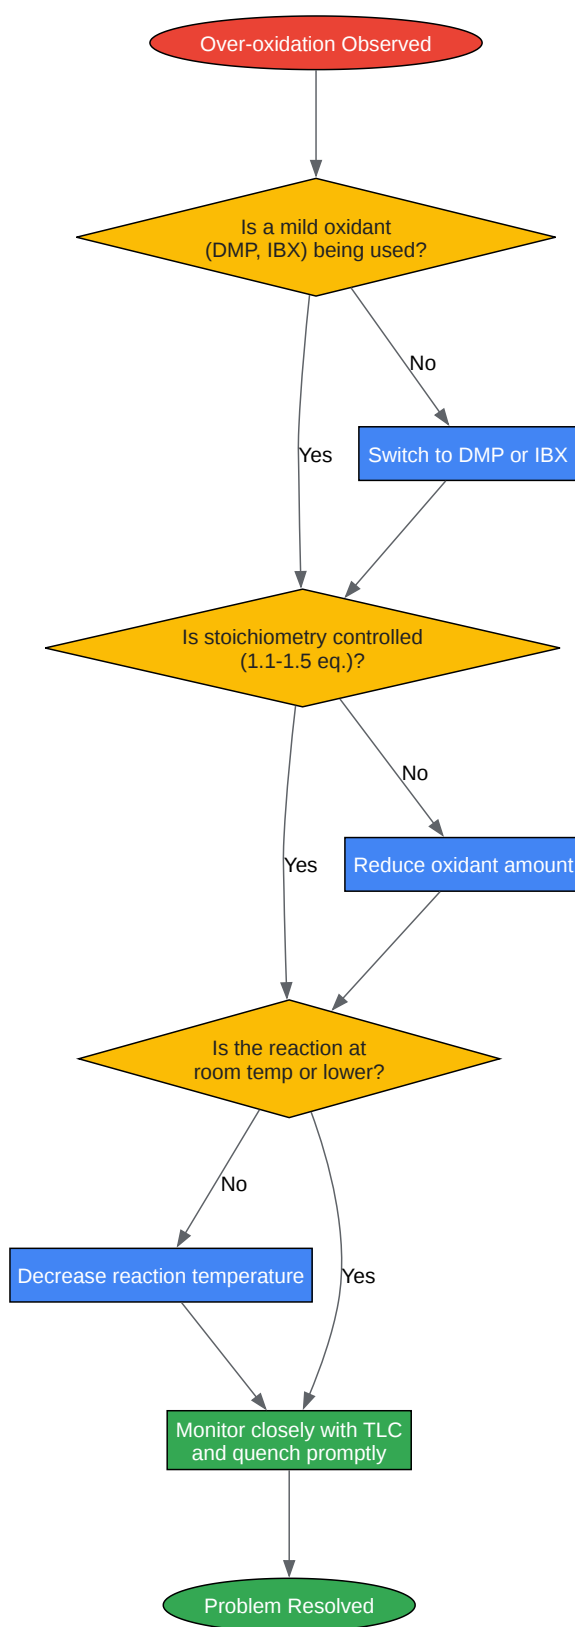 Over-oxidation Observed
Is a mild oxidant
(DMP, IBX) being used?
No
Yes
Switch to DMP or IBX
Is stoichiometry controlled
(1.1-1.5 eq.)?
No
Yes
Reduce oxidant amount
Is the reaction at
room temp or lower?
No
Decrease reaction temperature
Yes
Monitor closely with TLC
and quench promptly
Problem Resolved